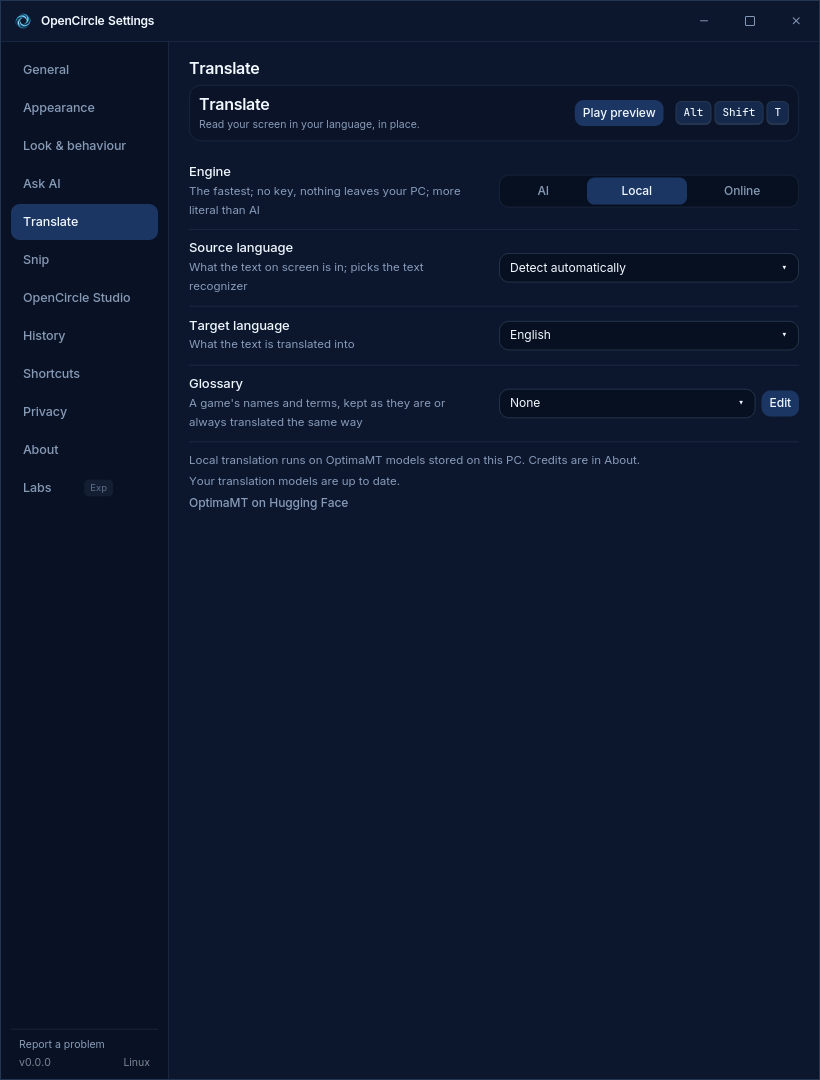 OpenCircle Settings
General
Appearance
Look & behaviour
Ask AI
Translate
Snip
OpenCircle Studio
History
Shortcuts
Privacy
About
Labs Exp
Report a problem
v0.0.0 Linux
Translate
Translate
Read your screen in your language, in place.
Play preview Alt Shift T
Engine
The fastest; no key, nothing leaves your PC; more
literal than AI
AI Local Online
Source language
What the text on screen is in; picks the text
recognizer
Detect automatically
Target language
What the text is translated into
English
Glossary
A game's names and terms, kept as they are or
always translated the same way
None Edit
Local translation runs on OptimaMT models stored on this PC. Credits are in About.
Your translation models are up to date.
OptimaMT on Hugging Face